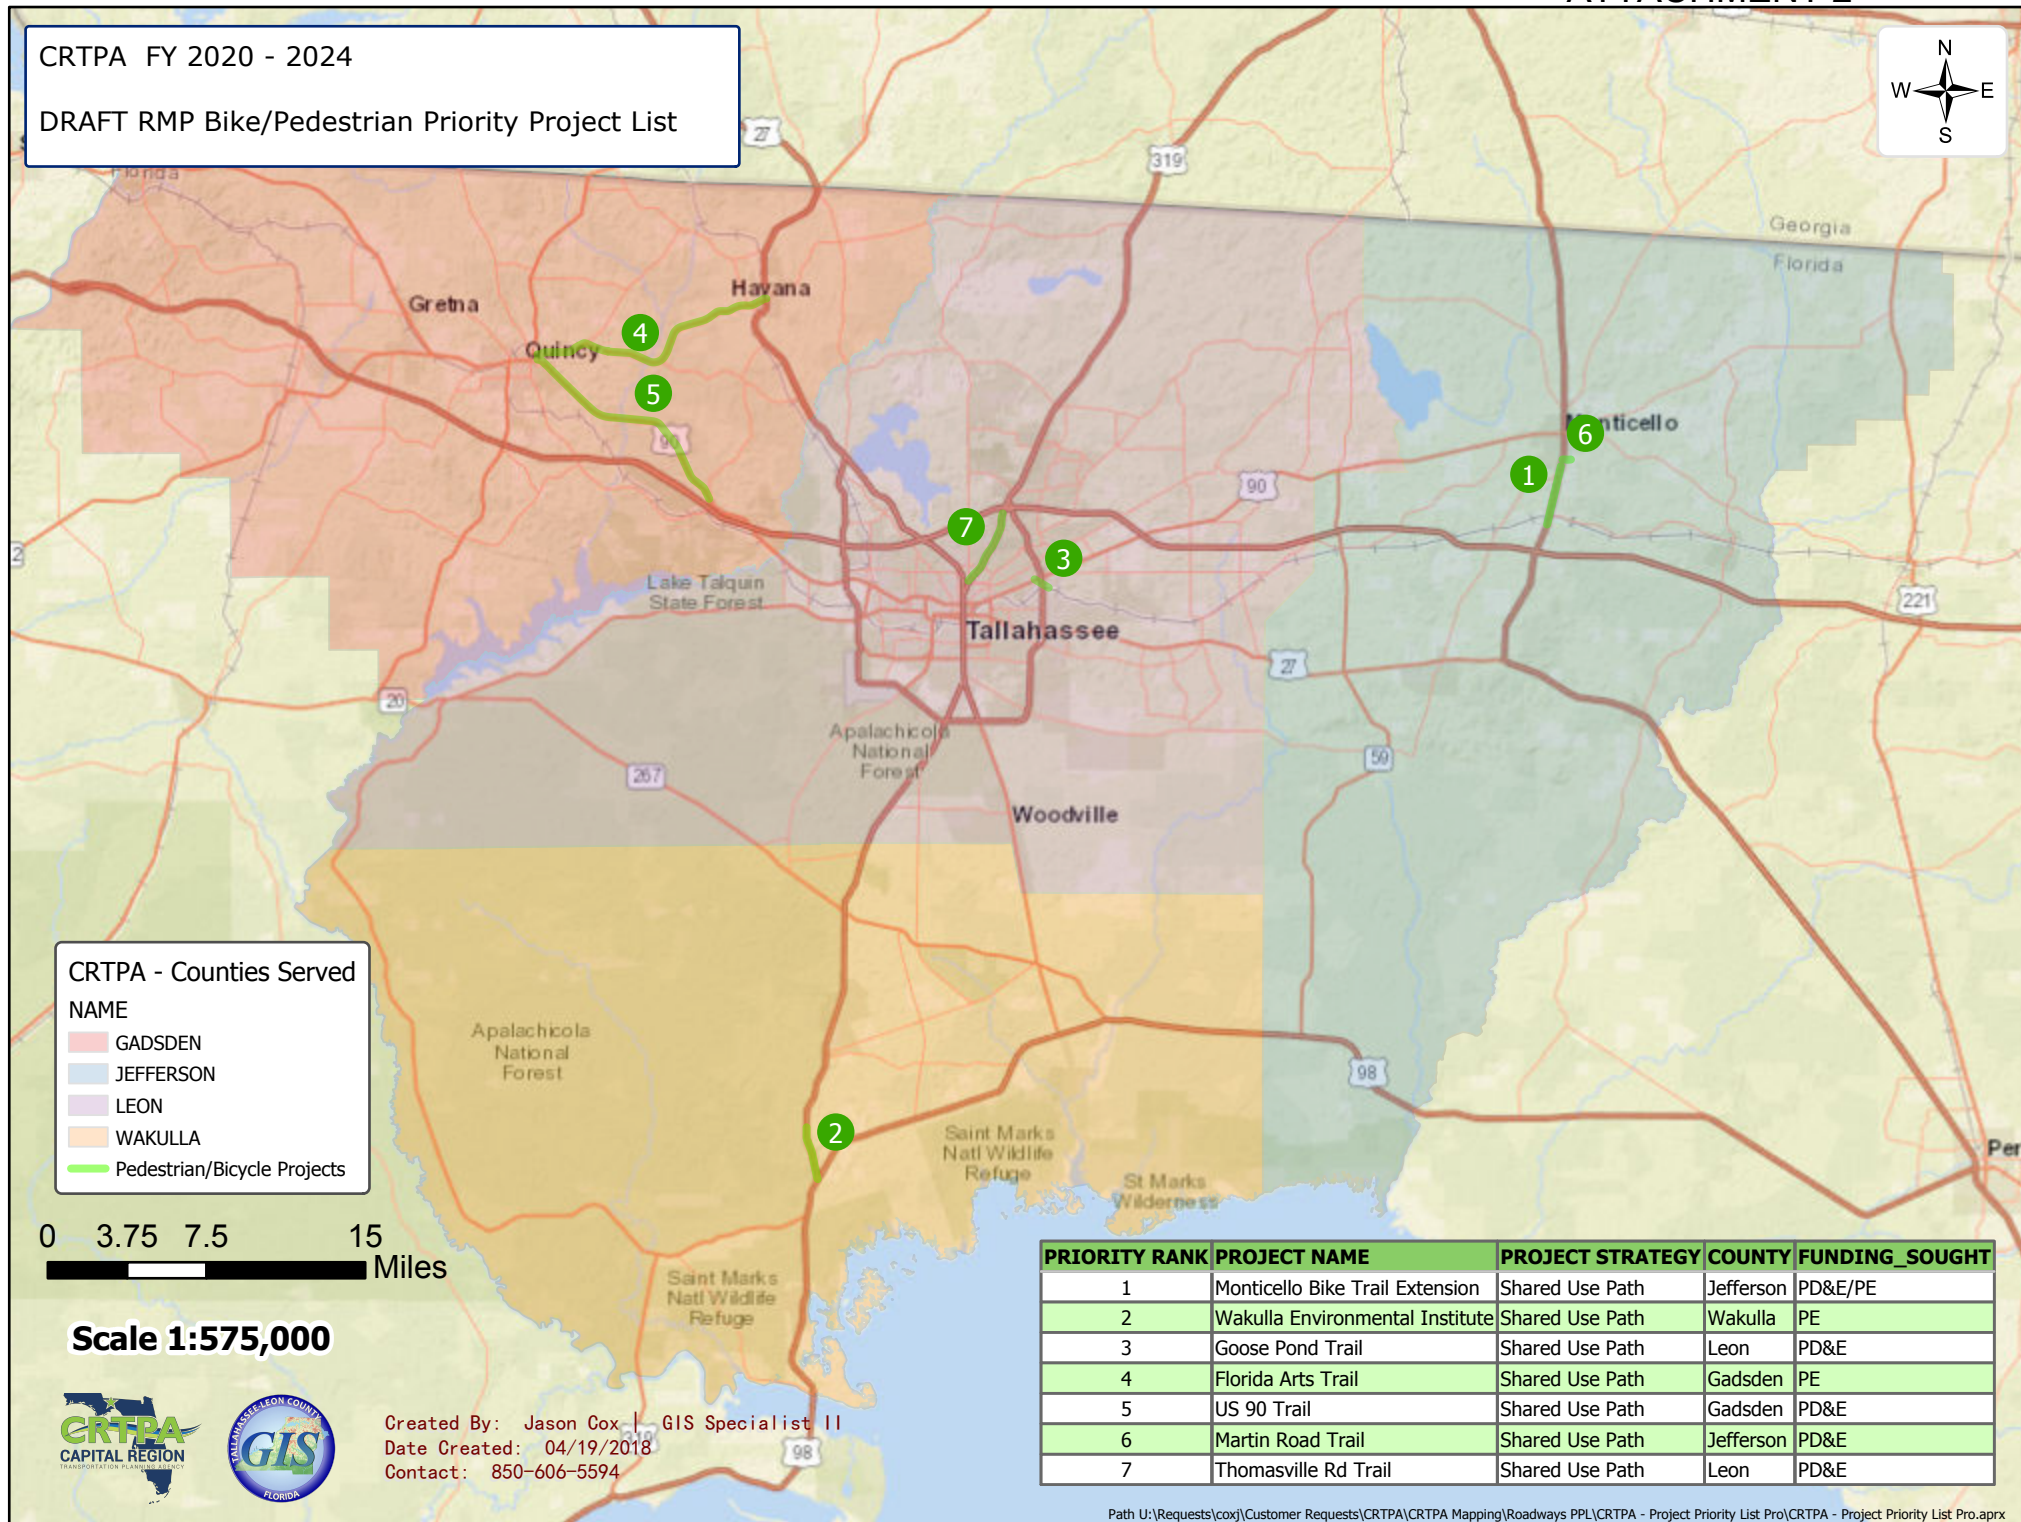 CRTPA FY 2020 - 2024
DRAFT RMP Bike/Pedestrian Priority Project List
N
W E
S
27
319
Florida
Georgia
Florida
Havana
Gretna
4
Quincy
5
90
Monticello
6
1
90
7
3
Lake Talquin
State Forest
221
Tallahassee
27
20
Apalachicola
National
Forest
59
267
Woodville
CRTPA - Counties Served
NAME
GADSDEN
JEFFERSON
LEON
WAKULLA
Pedestrian/Bicycle Projects
Apalachicola
National
Forest
98
2
Saint Marks
Natl Wildlife
Refuge
St Marks
Wilderness
Per
0 3.75 7.5 15
Miles
Saint Marks
Natl Wildlife
Refuge
Scale 1:575,000
PRIORITY RANK PROJECT NAME PROJECT STRATEGY COUNTY FUNDING_SOUGHT
1 Monticello Bike Trail Extension Shared Use Path Jefferson PD&E/PE
2 Wakulla Environmental Institute Shared Use Path Wakulla PE
3 Goose Pond Trail Shared Use Path Leon PD&E
4 Florida Arts Trail Shared Use Path Gadsden PE
5 US 90 Trail Shared Use Path Gadsden PD&E
6 Martin Road Trail Shared Use Path Jefferson PD&E
7 Thomasville Rd Trail Shared Use Path Leon PD&E
CRTPA
CAPITAL REGION
TRANSPORTATION PLANNING AGENCY
TALLAHASSEE-LEON COUNTY
GIS
FLORIDA
Created By: Jason Cox | GIS Specialist II
Date Created: 04/19/2018
Contact: 850-606-5594
319
98
Path U:\Requests\coxj\Customer Requests\CRTPA\CRTPA Mapping\Roadways PPL\CRTPA - Project Priority List Pro\CRTPA - Project Priority List Pro.aprx